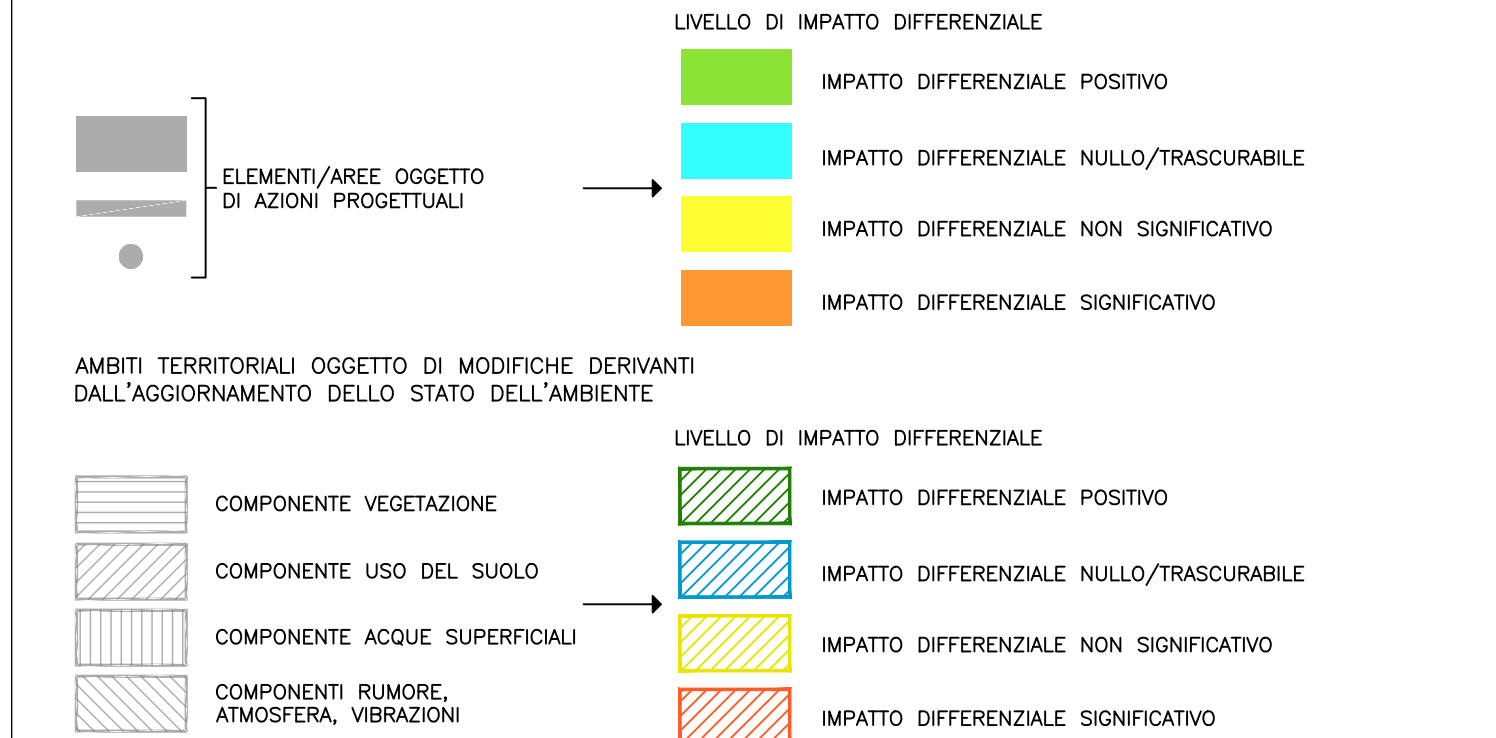 LIVELLO DI IMPATTO DIFFERENZIALE
IMPATTO DIFFERENZIALE POSITIVO
IMPATTO DIFFERENZIALE NULLO/TRASCURABILE
ELEMENTI/AREE OGGETTO
DI AZIONI PROGETTUALI
IMPATTO DIFFERENZIALE NON SIGNIFICATIVO
IMPATTO DIFFERENZIALE SIGNIFICATIVO
AMBITI TERRITORIALI OGGETTO DI MODIFICHE DERIVANTI
DALL'AGGIORNAMENTO DELLO STATO DELL'AMBIENTE
LIVELLO DI IMPATTO DIFFERENZIALE
COMPONENTE VEGETAZIONE
COMPONENTE USO DEL SUOLO
COMPONENTE ACQUE SUPERFICIALI
COMPONENTI RUMORE,
ATMOSFERA, VIBRAZIONI
IMPATTO DIFFERENZIALE POSITIVO
IMPATTO DIFFERENZIALE NULLO/TRASCURABILE
IMPATTO DIFFERENZIALE NON SIGNIFICATIVO
IMPATTO DIFFERENZIALE SIGNIFICATIVO